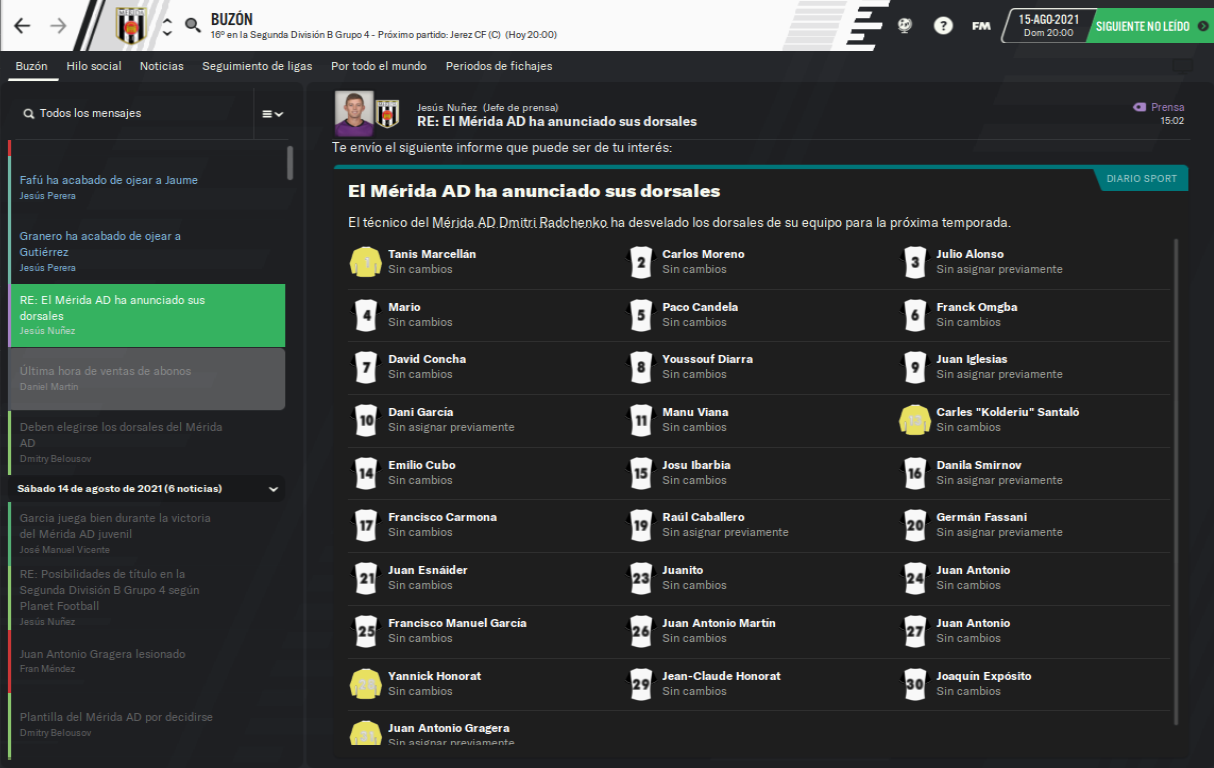 BUZÓN
16º en la Segunda División B Grupo 4 - Próximo partido: Jerez CF (C) (Hoy 20:00)
?
FM
15-AGO-2021
Dom 20:00
SIGUIENTE NO LEÍDO
Buzón
Hilo social
Noticias
Seguimiento de ligas
Por todo el mundo
Periodos de fichajes
Todos los mensajes
Fafú ha acabado de ojear a Jaume
Jesús Perera
Granero ha acabado de ojear a
Gutiérrez
Jesús Perera
RE: El Mérida AD ha anunciado sus
dorsales
Jesús Nuñez
Última hora de ventas de abonos
Daniel Martín
Deben elegirse los dorsales del Mérida
AD
Dmitry Belousov
Sábado 14 de agosto de 2021 (6 noticias)
Garcia juega bien durante la victoria
del Mérida AD juvenil
José Manuel Vicente
RE: Posibilidades de título en la
Segunda División B Grupo 4 según
Planet Football
Jesús Nuñez
Juan Antonio Gragera lesionado
Fran Méndez
Plantilla del Mérida AD por decidirse
Dmitry Belousov
Jesús Nuñez (Jefe de prensa)
RE: El Mérida AD ha anunciado sus dorsales
Prensa
15:02
Te envío el siguiente informe que puede ser de tu interés:
DIARIO SPORT
El Mérida AD ha anunciado sus dorsales
El técnico del Mérida AD Dmitri Radchenko ha desvelado los dorsales de su equipo para la próxima temporada.
1 Tanis Marcellán
Sin cambios
2 Carlos Moreno
Sin cambios
3 Julio Alonso
Sin asignar previamente
4 Mario
Sin cambios
5 Paco Candela
Sin cambios
6 Franck Omgba
Sin cambios
7 David Concha
Sin cambios
8 Youssouf Diarra
Sin cambios
9 Juan Iglesias
Sin asignar previamente
10 Dani García
Sin asignar previamente
11 Manu Viana
Sin cambios
Carles "Kolderiu" Santaló
Sin cambios
14 Emilio Cubo
Sin cambios
15 Josu Ibarbia
Sin cambios
16 Danila Smirnov
Sin asignar previamente
17 Francisco Carmona
Sin cambios
19 Raúl Caballero
Sin asignar previamente
20 Germán Fassani
Sin asignar previamente
21 Juan Esnáider
Sin cambios
23 Juanito
Sin cambios
24 Juan Antonio
Sin cambios
25 Francisco Manuel García
Sin cambios
26 Juan Antonio Martín
Sin cambios
27 Juan Antonio
Sin cambios
Yannick Honorat
Sin cambios
29 Jean-Claude Honorat
Sin cambios
30 Joaquín Expósito
Sin cambios
Juan Antonio Gragera
Sin asignar previamente